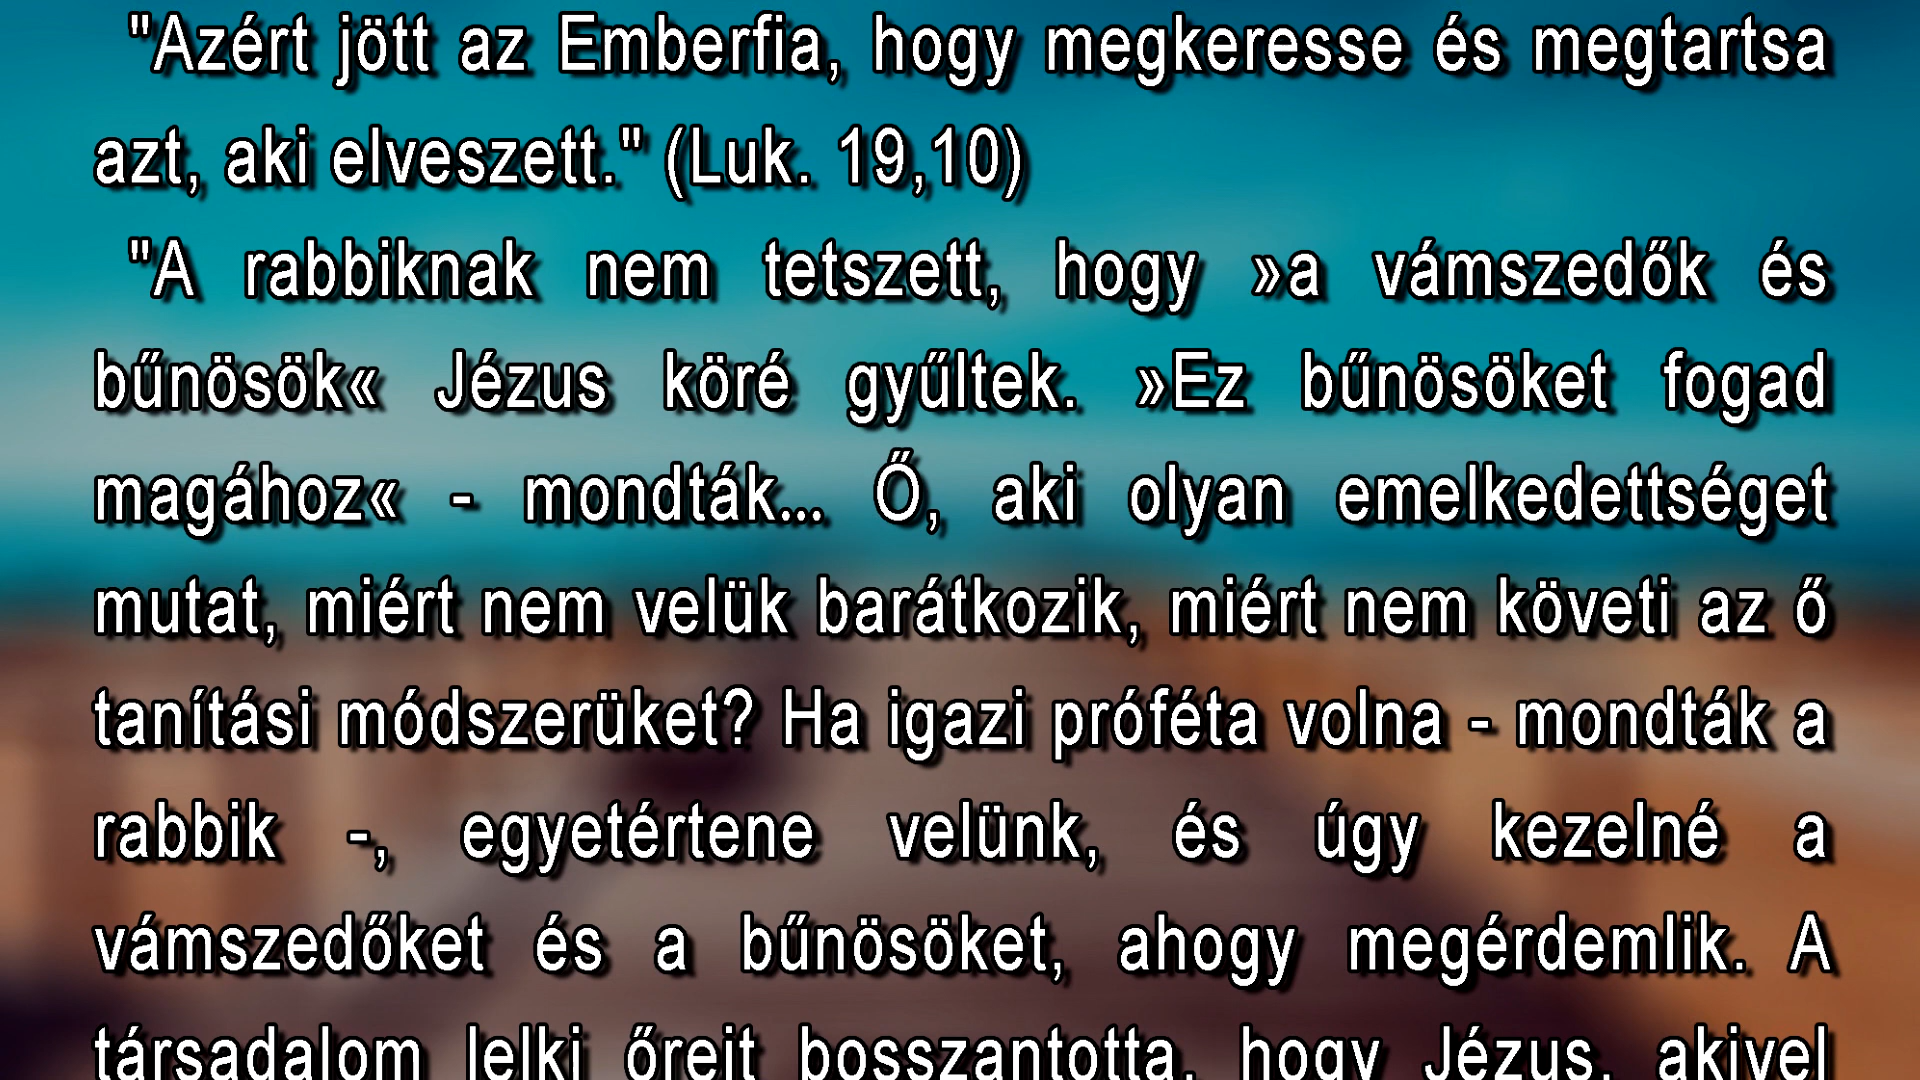 "Azért jött az Emberfia, hogy megkeresse és megtartsa
azt, aki elveszett." (Luk. 19,10)
"A rabbiknak nem tetszett, hogy »a vámszedők és
bűnösök« Jézus köré gyűltek. »Ez bűnösöket fogad
magához« - mondták... Ő, aki olyan emelkedettséget
mutat, miért nem velük barátkozik, miért nem követi az ő
tanítási módszerüket? Ha igazi próféta volna - mondták a
rabbik -, egyetértene velünk, és úgy kezelné a
vámszedőket és a bűnösöket, ahogy megérdemlik. A
társadalom lelki őreit bosszantotta, hogy Jézus, akivel